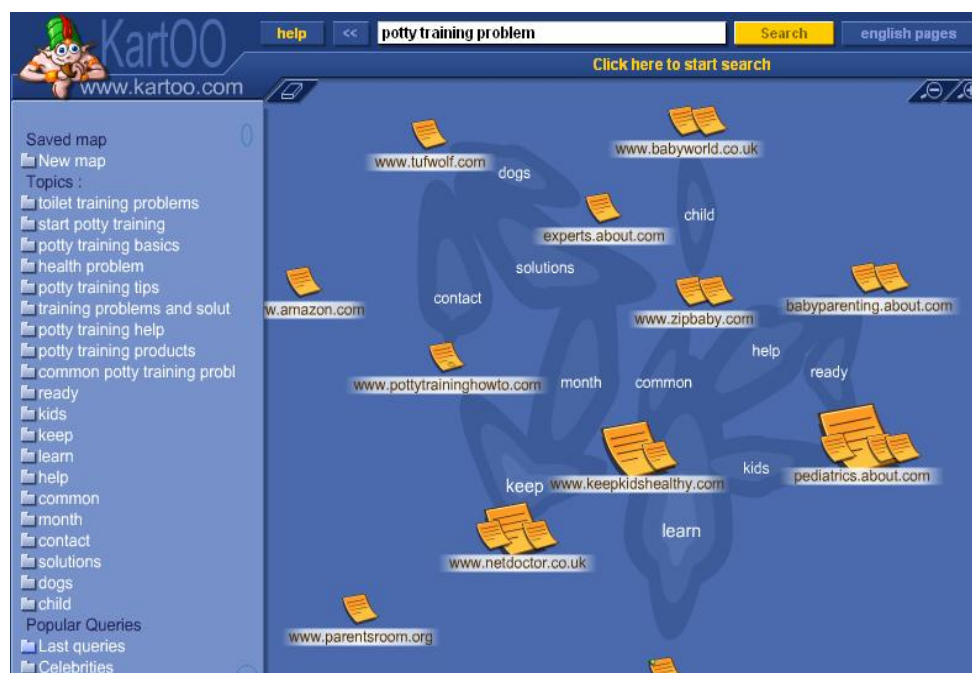 KartOO
www.kartoo.com
help << potty training problem Search english pages
Click here to start search
Saved map
New map
Topics :
toilet training problems
start potty training
potty training basics
health problem
potty training tips
training problems and solut
potty training help
potty training products
common potty training probl
ready
kids
keep
learn
help
common
month
contact
solutions
dogs
child
Popular Queries
Last queries
Celebrities
www.tufwolf.com
www.babyworld.co.uk
dogs
child
experts.about.com
solutions
contact
w.amazon.com
www.zipbaby.com
babyparenting.about.com
help
ready
www.pottytraininghowto.com
month
common
kids
pediatrics.about.com
keep
www.keepkidshealthy.com
learn
www.netdoctor.co.uk
www.parentsroom.org